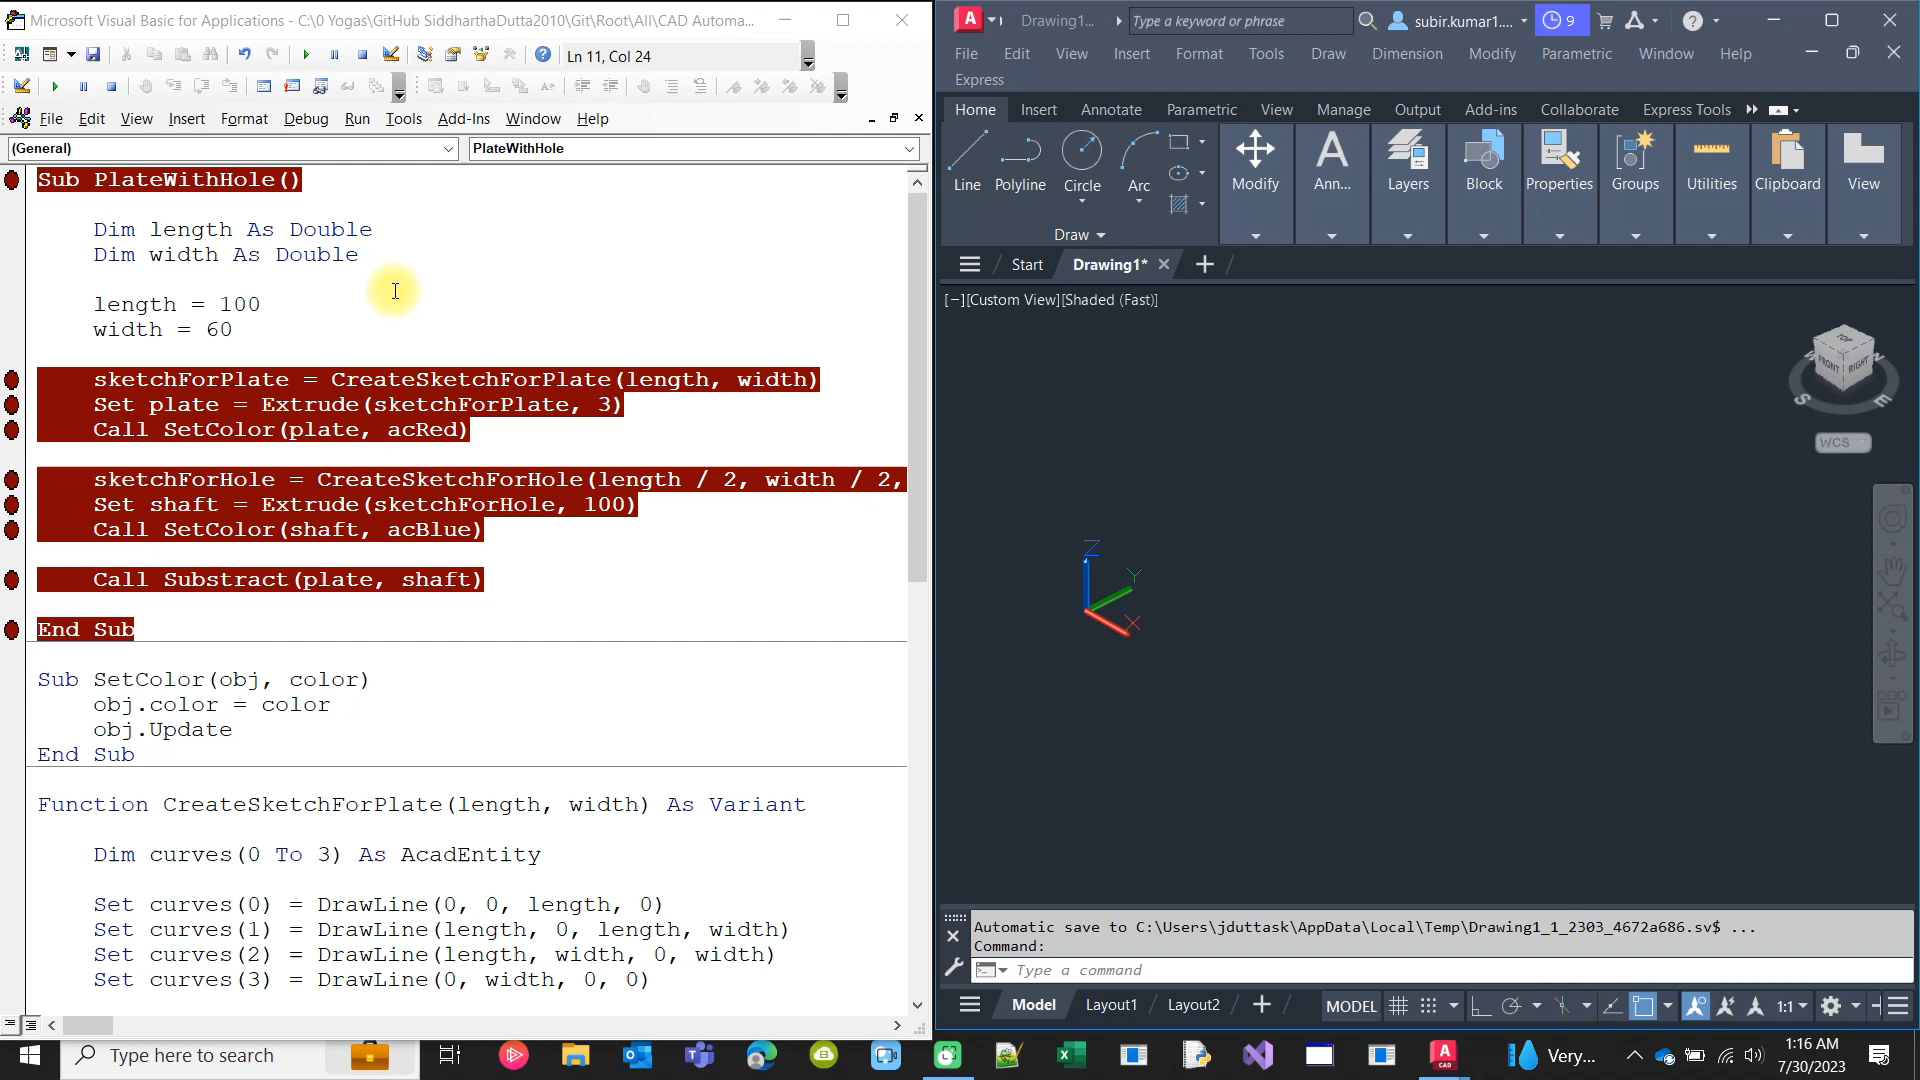 Microsoft Visual Basic for Applications - C:\0 Yogas\GitHub SiddharthaDutta2010\Git\Root\All\CAD Automa...
Ln 11, Col 24
File Edit View Insert Format Debug Run Tools Add-Ins Window Help
(General) PlateWithHole
Sub PlateWithHole()
Dim length As Double
Dim width As Double
length = 100
width = 60
sketchForPlate = CreateSketchForPlate(length, width)
Set plate = Extrude(sketchForPlate, 3)
Call SetColor(plate, acRed)
sketchForHole = CreateSketchForHole(length / 2, width / 2,
Set shaft = Extrude(sketchForHole, 100)
Call SetColor(shaft, acBlue)
Call Substract(plate, shaft)
End Sub
Sub SetColor(obj, color)
obj.color = color
obj.Update
End Sub
Function CreateSketchForPlate(length, width) As Variant
Dim curves(0 To 3) As AcadEntity
Set curves(0) = DrawLine(0, 0, length, 0)
Set curves(1) = DrawLine(length, 0, length, width)
Set curves(2) = DrawLine(length, width, 0, width)
Set curves(3) = DrawLine(0, width, 0, 0)
Drawing1... Type a keyword or phrase subir.kumar1.... 9
File Edit View Insert Format Tools Draw Dimension Modify Parametric Window Help
Express
Home Insert Annotate Parametric View Manage Output Add-ins Collaborate Express Tools
Line Polyline Circle Arc Modify Ann... Layers Block Properties Groups Utilities Clipboard View
Draw
Start Drawing1*
[−][Custom View][Shaded (Fast)]
TOP
FRONT RIGHT
S E
WCS
Z
Y
X
Automatic save to C:\Users\jduttask\AppData\Local\Temp\Drawing1_1_2303_4672a686.sv$ ...
Command:
Type a command
Model Layout1 Layout2 MODEL 1:1
Type here to search Very... 1:16 AM
7/30/2023